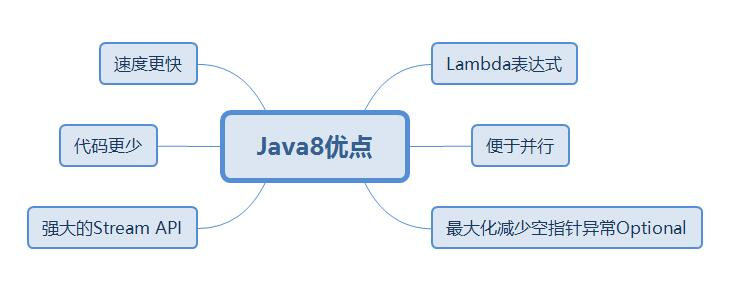 速度更快
Lambda表达式
代码更少
Java8优点
便于并行
强大的Stream API
最大化减少空指针异常Optional